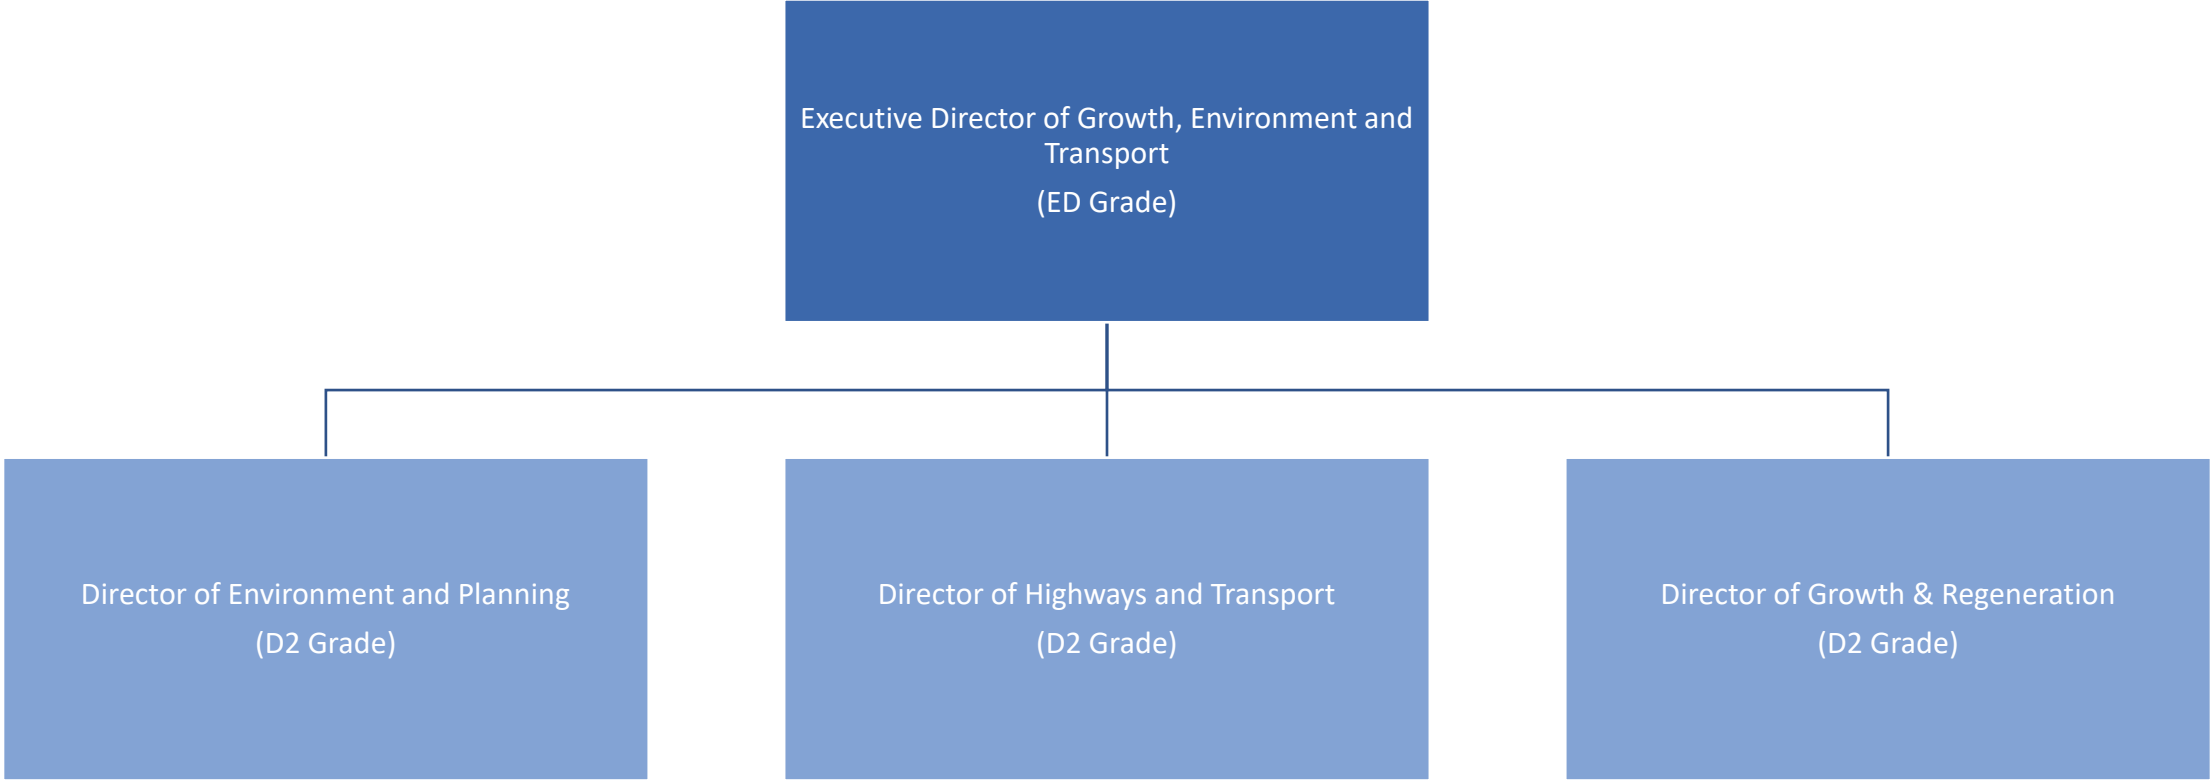 Executive Director of Growth, Environment and
Transport
(ED Grade)
Director of Environment and Planning
(D2 Grade)
Director of Highways and Transport
(D2 Grade)
Director of Growth & Regeneration
(D2 Grade)